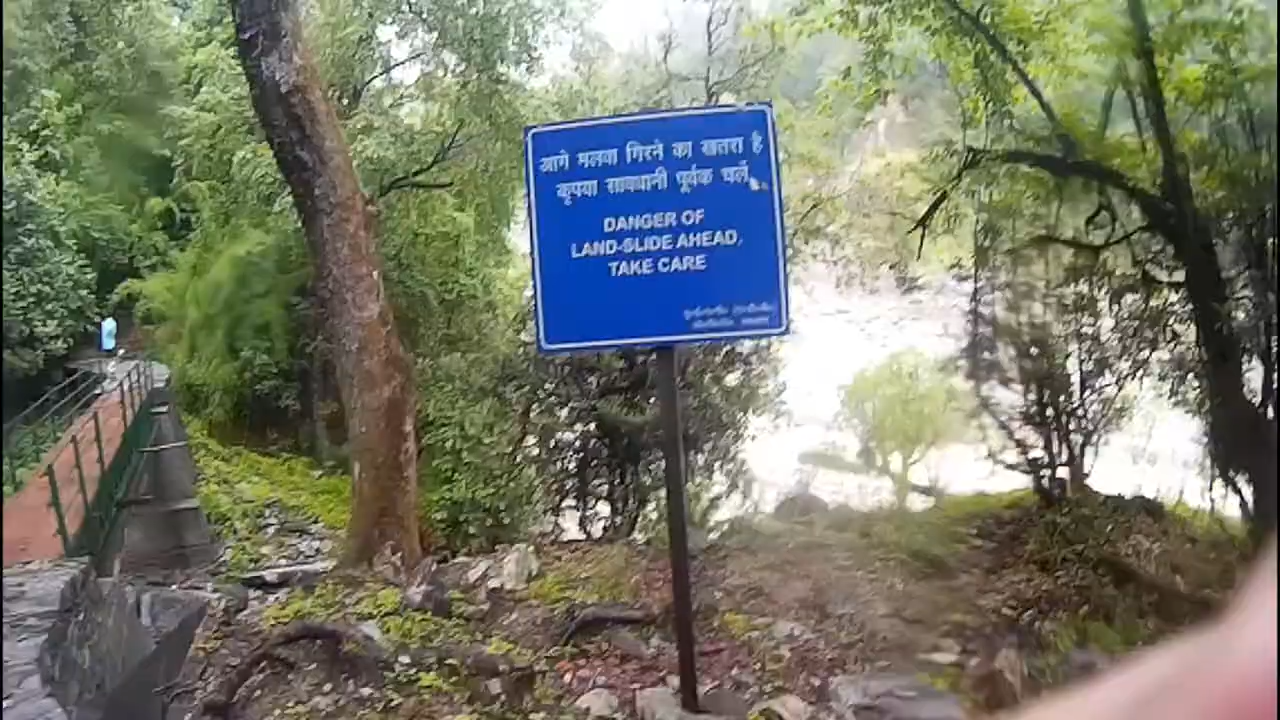 आगे मलवा गिरने का खतरा है
कृपया सावधानी पूर्वक चलें
DANGER OF
LAND-SLIDE AHEAD,
TAKE CARE